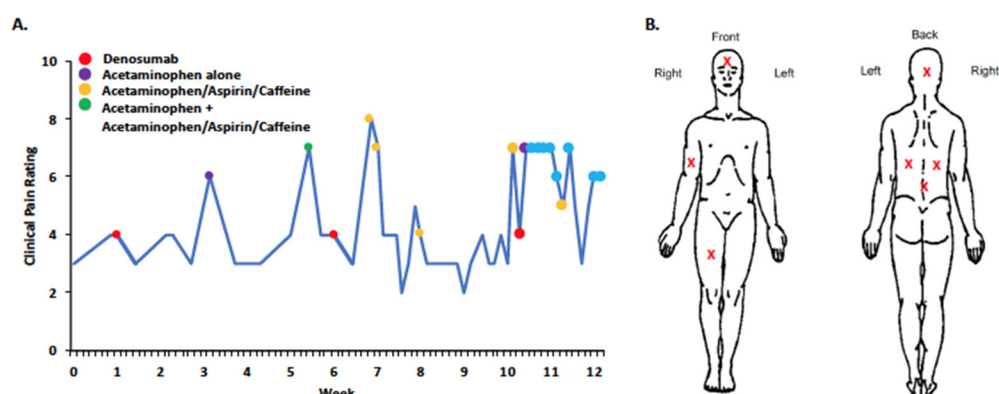 A.
Denosumab
Acetaminophen alone
Acetaminophen/Aspirin/Caffeine
Acetaminophen +
Acetaminophen/Aspirin/Caffeine
Clinical Pain Rating
10
8
6
4
2
0
0 1 2 3 4 5 6 7 8 9 10 11 12
Week
B.
Front
Right Left
X
X
X
Back
Left Right
X
X X
X